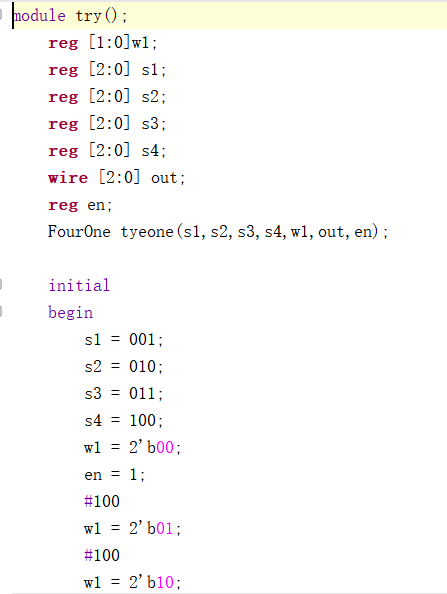 module try();
reg [1:0]w1;
reg [2:0] s1;
reg [2:0] s2;
reg [2:0] s3;
reg [2:0] s4;
wire [2:0] out;
reg en;
FourOne tyeone(s1,s2,s3,s4,w1,out,en);
initial
begin
s1 = 001;
s2 = 010;
s3 = 011;
s4 = 100;
w1 = 2'b00;
en = 1;
#100
w1 = 2'b01;
#100
w1 = 2'b10;